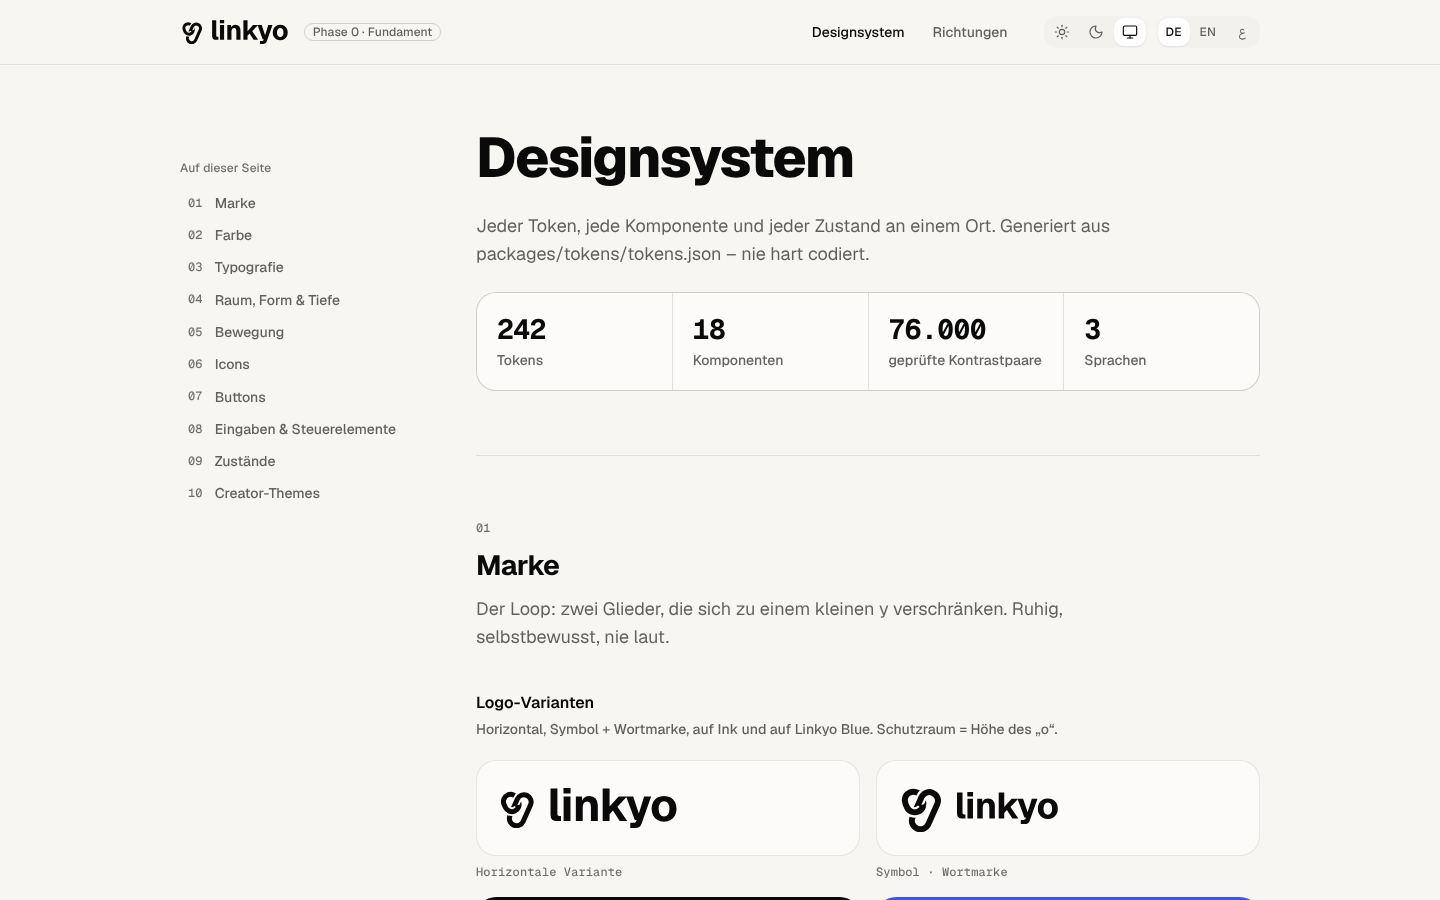 linkyo
Phase 0 · Fundament
Designsystem
Richtungen
DE
EN
ع
Auf dieser Seite
01 Marke
02 Farbe
03 Typografie
04 Raum, Form & Tiefe
05 Bewegung
06 Icons
07 Buttons
08 Eingaben & Steuerelemente
09 Zustände
10 Creator-Themes
Designsystem
Jeder Token, jede Komponente und jeder Zustand an einem Ort. Generiert aus
packages/tokens/tokens.json – nie hart codiert.
242
Tokens
18
Komponenten
76.000
geprüfte Kontrastpaare
3
Sprachen
01
Marke
Der Loop: zwei Glieder, die sich zu einem kleinen y verschränken. Ruhig,
selbstbewusst, nie laut.
Logo-Varianten
Horizontal, Symbol + Wortmarke, auf Ink und auf Linkyo Blue. Schutzraum = Höhe des „o“.
linkyo
Horizontale Variante
linkyo
Symbol · Wortmarke